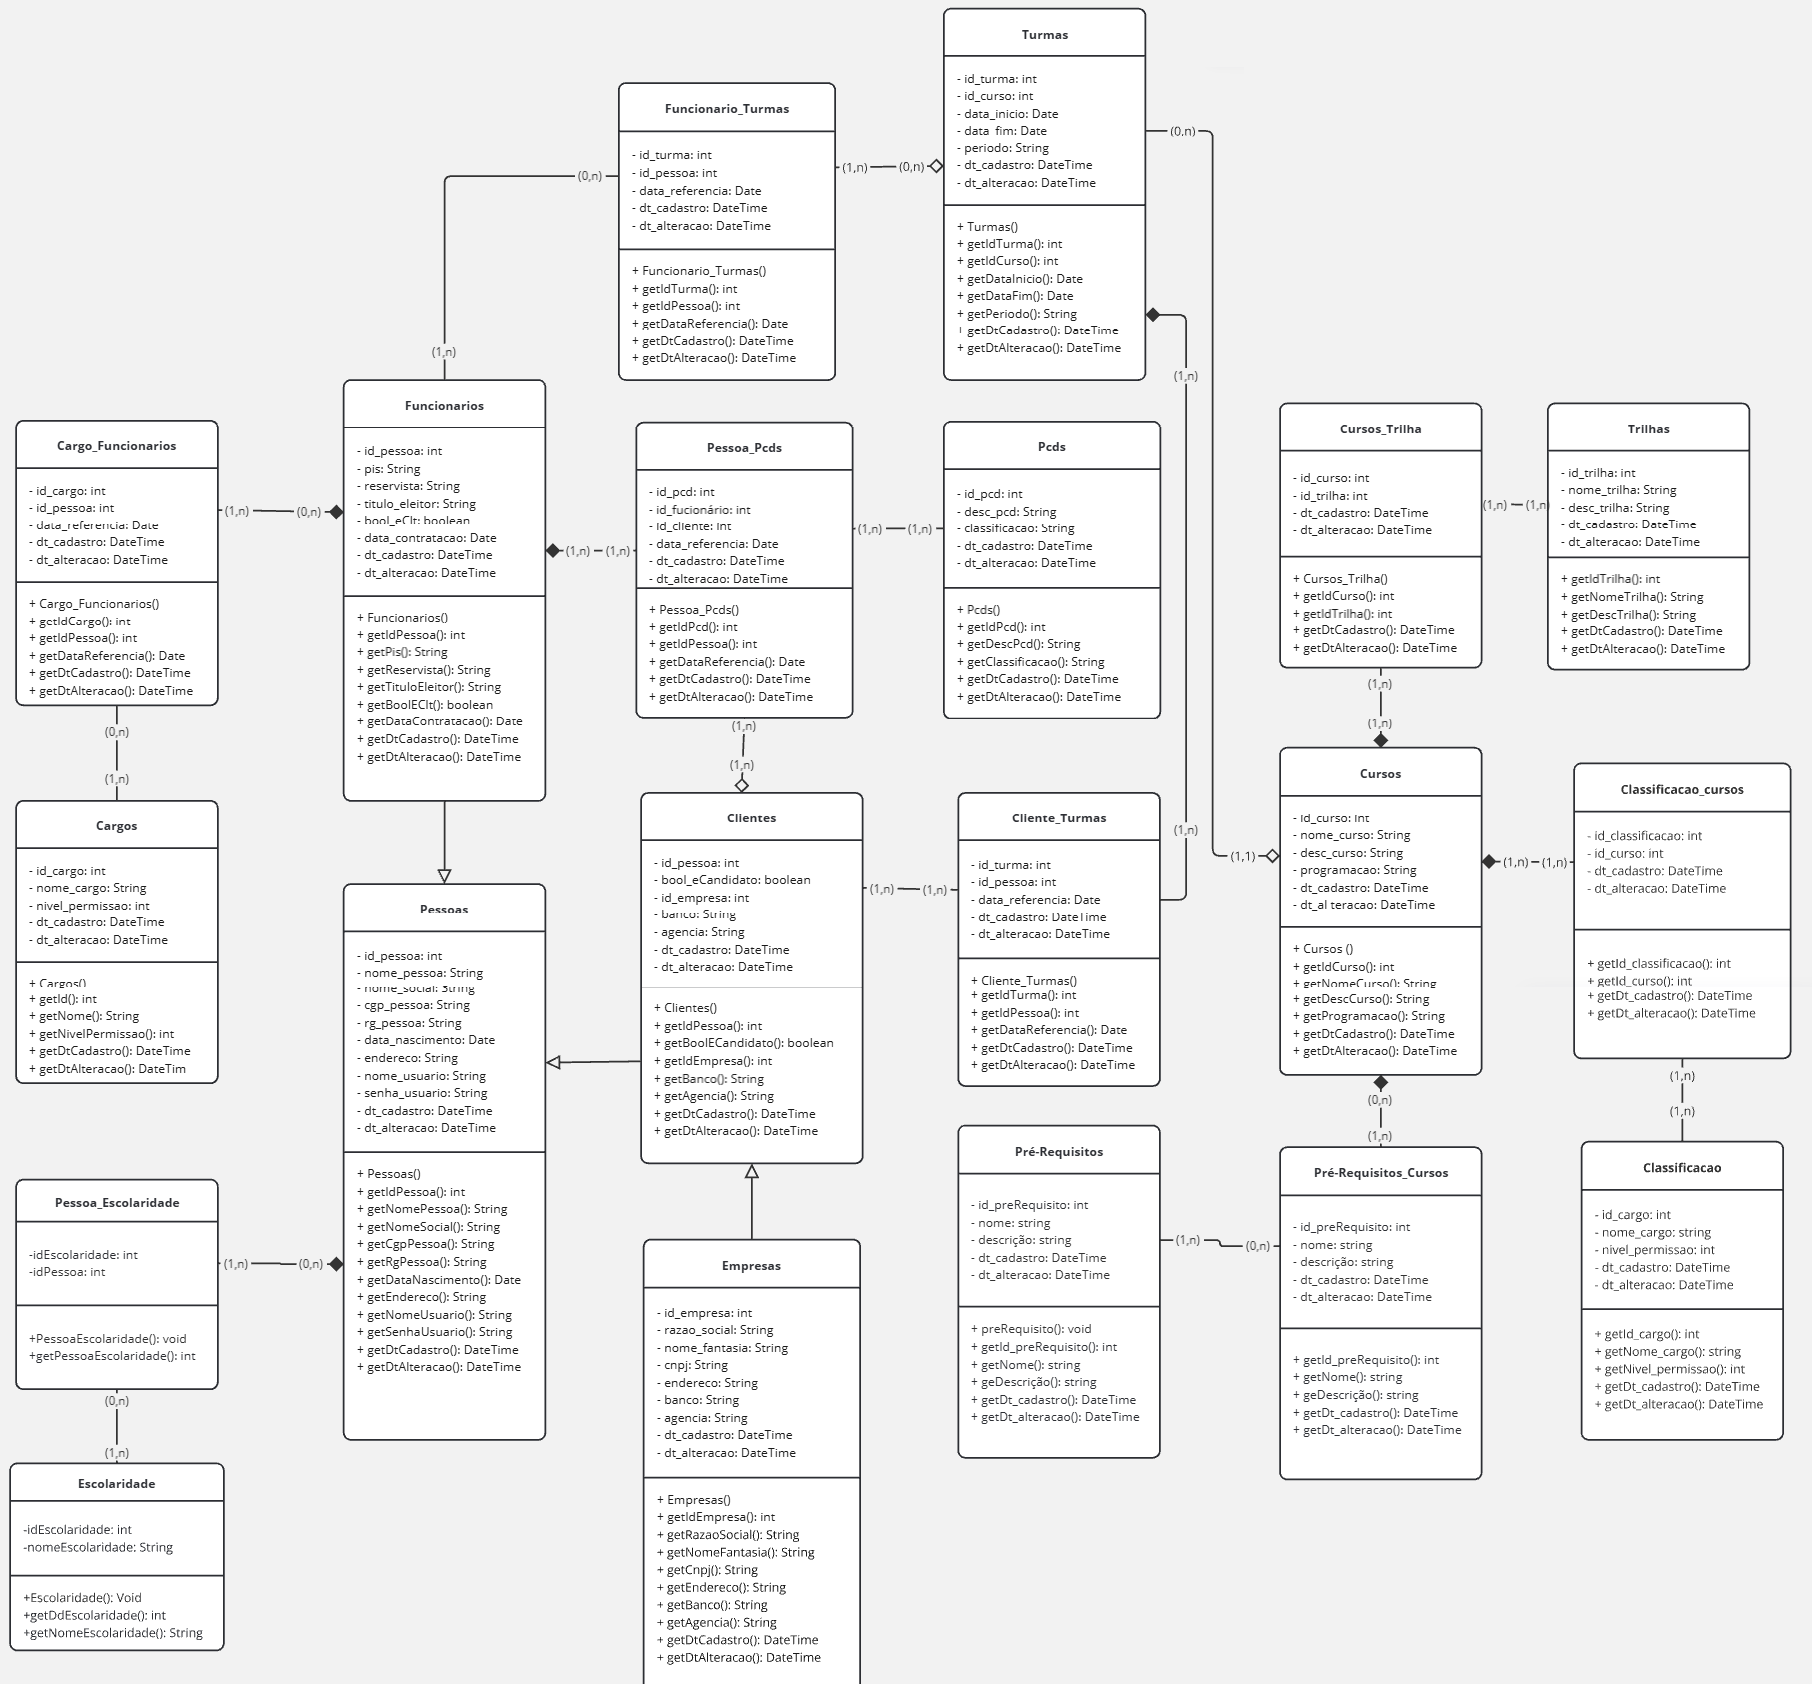 Turmas
- id_turma: int
- id_curso: int
- data_inicio: Date
- data_fim: Date
- periodo: String
- dt_cadastro: DateTime
- dt_alteracao: DateTime
+ Turmas()
+ getIdTurma(): int
+ getIdCurso(): int
+ getDataInicio(): Date
+ getDataFim(): Date
+ getPeriodo(): String
+ getDtCadastro(): DateTime
+ getDtAlteracao(): DateTime
(0,n)
(1,n)
(1,n)
(1,1)
Funcionario_Turmas
- id_turma: int
- id_pessoa: int
- data_referencia: Date
- dt_cadastro: DateTime
- dt_alteracao: DateTime
+ Funcionario_Turmas()
+ getIdTurma(): int
+ getIdPessoa(): int
+ getDataReferencia(): Date
+ getDtCadastro(): DateTime
+ getDtAlteracao(): DateTime
(1,n)
(0,n)
(0,n)
(1,n)
Funcionarios
- id_pessoa: int
- pis: String
- reservista: String
- titulo_eleitor: String
- bool_eClt: boolean
- data_contratacao: Date
- dt_cadastro: DateTime
- dt_alteracao: DateTime
+ Funcionarios()
+ getIdPessoa(): int
+ getPis(): String
+ getReservista(): String
+ getTituloEleitor(): String
+ getBoolEClt(): boolean
+ getDataContratacao(): Date
+ getDtCadastro(): DateTime
+ getDtAlteracao(): DateTime
Cargo_Funcionarios
- id_cargo: int
- id_pessoa: int
- data_referencia: Date
- dt_cadastro: DateTime
- dt_alteracao: DateTime
+ Cargo_Funcionarios()
+ getIdCargo(): int
+ getIdPessoa(): int
+ getDataReferencia(): Date
+ getDtCadastro(): DateTime
+ getDtAlteracao(): DateTime
(1,n)
(0,n)
(0,n)
(1,n)
Pessoa_Pcds
- id_pcd: int
- id_fucionário: int
- id_cliente: int
- data_referencia: Date
- dt_cadastro: DateTime
- dt_alteracao: DateTime
+ Pessoa_Pcds()
+ getIdPcd(): int
+ getIdPessoa(): int
+ getDataReferencia(): Date
+ getDtCadastro(): DateTime
+ getDtAlteracao(): DateTime
(1,n)
(1,n)
(1,n)
(1,n)
(1,n)
(1,n)
Pcds
- id_pcd: int
- desc_pcd: String
- classificacao: String
- dt_cadastro: DateTime
- dt_alteracao: DateTime
+ Pcds()
+ getIdPcd(): int
+ getDescPcd(): String
+ getClassificacao(): String
+ getDtCadastro(): DateTime
+ getDtAlteracao(): DateTime
Cursos_Trilha
- id_curso: int
- id_trilha: int
- dt_cadastro: DateTime
- dt_alteracao: DateTime
+ Cursos_Trilha()
+ getIdCurso(): int
+ getIdTrilha(): int
+ getDtCadastro(): DateTime
+ getDtAlteracao(): DateTime
(1,n)
(1,n)
(1,n)
(1,n)
Trilhas
- id_trilha: int
- nome_trilha: String
- desc_trilha: String
- dt_cadastro: DateTime
- dt_alteracao: DateTime
+ getIdTrilha(): int
+ getNomeTrilha(): String
+ getDescTrilha(): String
+ getDtCadastro(): DateTime
+ getDtAlteracao(): DateTime
Cargos
- id_cargo: int
- nome_cargo: String
- nivel_permissao: int
- dt_cadastro: DateTime
- dt_alteracao: DateTime
+ Cargos()
+ getId(): int
+ getNome(): String
+ getNivelPermissao(): int
+ getDtCadastro(): DateTime
+ getDtAlteracao(): DateTim
Pessoas
- id_pessoa: int
- nome_pessoa: String
- nome_social: String
- cgp_pessoa: String
- rg_pessoa: String
- data_nascimento: Date
- endereco: String
- nome_usuario: String
- senha_usuario: String
- dt_cadastro: DateTime
- dt_alteracao: DateTime
+ Pessoas()
+ getIdPessoa(): int
+ getNomePessoa(): String
+ getNomeSocial(): String
+ getCgpPessoa(): String
+ getRgPessoa(): String
+ getDataNascimento(): Date
+ getEndereco(): String
+ getNomeUsuario(): String
+ getSenhaUsuario(): String
+ getDtCadastro(): DateTime
+ getDtAlteracao(): DateTime
Clientes
- id_pessoa: int
- bool_eCandidato: boolean
- id_empresa: int
- banco: String
- agencia: String
- dt_cadastro: DateTime
- dt_alteracao: DateTime
+ Clientes()
+ getIdPessoa(): int
+ getBoolECandidato(): boolean
+ getIdEmpresa(): int
+ getBanco(): String
+ getAgencia(): String
+ getDtCadastro(): DateTime
+ getDtAlteracao(): DateTime
(1,n)
(1,n)
Cliente_Turmas
- id_turma: int
- id_pessoa: int
- data_referencia: Date
- dt_cadastro: DateTime
- dt_alteracao: DateTime
+ Cliente_Turmas()
+ getIdTurma(): int
+ getIdPessoa(): int
+ getDataReferencia(): Date
+ getDtCadastro(): DateTime
+ getDtAlteracao(): DateTime
Cursos
- id_curso: int
- nome_curso: String
- desc_curso: String
- programacao: String
- dt_cadastro: DateTime
- dt_al teracao: DateTime
+ Cursos ()
+ getIdCurso(): int
+ getNomeCurso(): String
+ getDescCurso(): String
+ getProgramacao(): String
+ getDtCadastro(): DateTime
+ getDtAlteracao(): DateTime
(1,n)
(1,n)
(0,n)
(1,n)
Classificacao_cursos
- id_classificacao: int
- id_curso: int
- dt_cadastro: DateTime
- dt_alteracao: DateTime
+ getId_classificacao(): int
+ getId_curso(): int
+ getDt_cadastro(): DateTime
+ getDt_alteracao(): DateTime
(1,n)
(1,n)
Pessoa_Escolaridade
-idEscolaridade: int
-idPessoa: int
+PessoaEscolaridade(): void
+getPessoaEscolaridade(): int
(1,n)
(0,n)
(0,n)
(1,n)
Escolaridade
-idEscolaridade: int
-nomeEscolaridade: String
+Escolaridade(): Void
+getDdEscolaridade(): int
+getNomeEscolaridade(): String
Empresas
- id_empresa: int
- razao_social: String
- nome_fantasia: String
- cnpj: String
- endereco: String
- banco: String
- agencia: String
- dt_cadastro: DateTime
- dt_alteracao: DateTime
+ Empresas()
+ getIdEmpresa(): int
+ getRazaoSocial(): String
+ getNomeFantasia(): String
+ getCnpj(): String
+ getEndereco(): String
+ getBanco(): String
+ getAgencia(): String
+ getDtCadastro(): DateTime
+ getDtAlteracao(): DateTime
Pré-Requisitos
- id_preRequisito: int
- nome: string
- descrição: string
- dt_cadastro: DateTime
- dt_alteracao: DateTime
+ preRequisito(): void
+ getId_preRequisito(): int
+ getNome(): string
+ geDescrição(): string
+ getDt_cadastro(): DateTime
+ getDt_alteracao(): DateTime
(1,n)
(0,n)
Pré-Requisitos_Cursos
- id_preRequisito: int
- nome: string
- descrição: string
- dt_cadastro: DateTime
- dt_alteracao: DateTime
+ getId_preRequisito(): int
+ getNome(): string
+ geDescrição(): string
+ getDt_cadastro(): DateTime
+ getDt_alteracao(): DateTime
Classificacao
- id_cargo: int
- nome_cargo: string
- nivel_permissao: int
- dt_cadastro: DateTime
- dt_alteracao: DateTime
+ getId_cargo(): int
+ getNome_cargo(): string
+ getNivel_permissao(): int
+ getDt_cadastro(): DateTime
+ getDt_alteracao(): DateTime